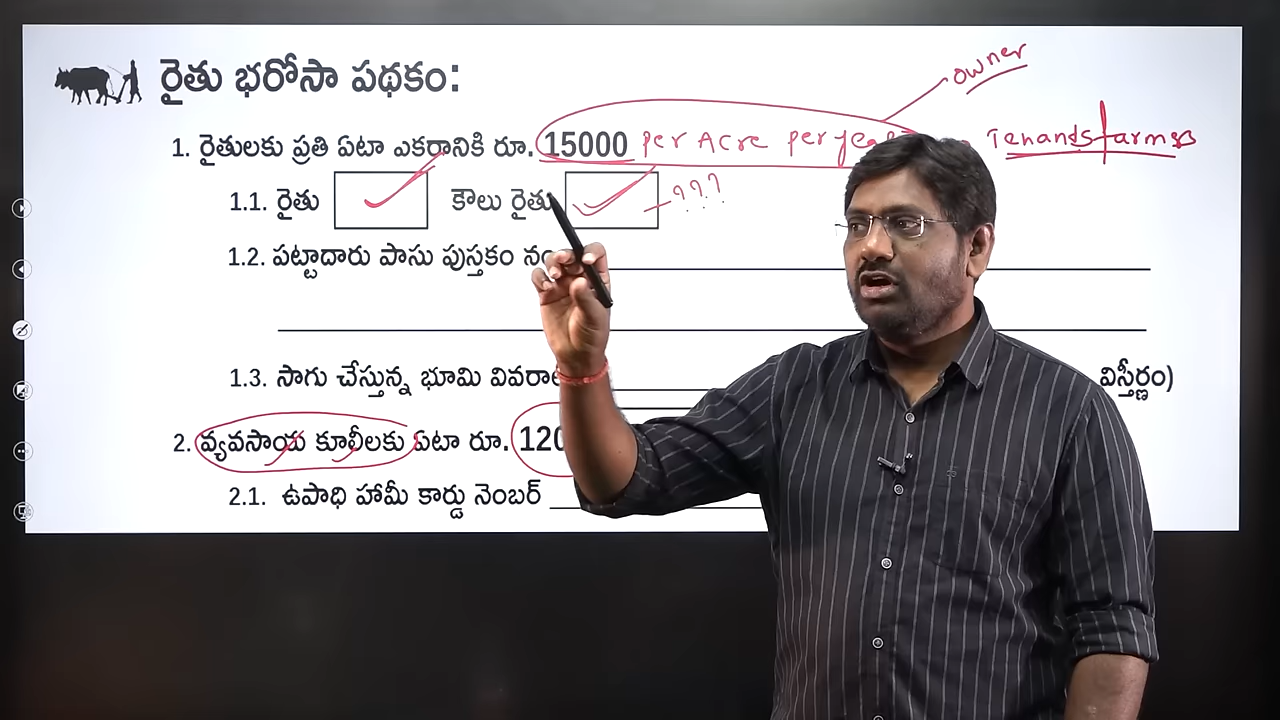 రైతు భరోసా పథకం:
owner
1. రైతులకు ప్రతి ఏటా ఎకరానికి రూ. 15000 per Acre per year Tenants farmers
1.1. రైతు కౌలు రైతు ???
1.2. పట్టాదారు పాసు పుస్తకం నం
1.3. సాగు చేస్తున్న భూమి వివరాల విస్తీర్ణం)
2. వ్యవసాయ కూలీలకు ఏటా రూ. 120
2.1. ఉపాధి హామీ కార్డు నెంబర్